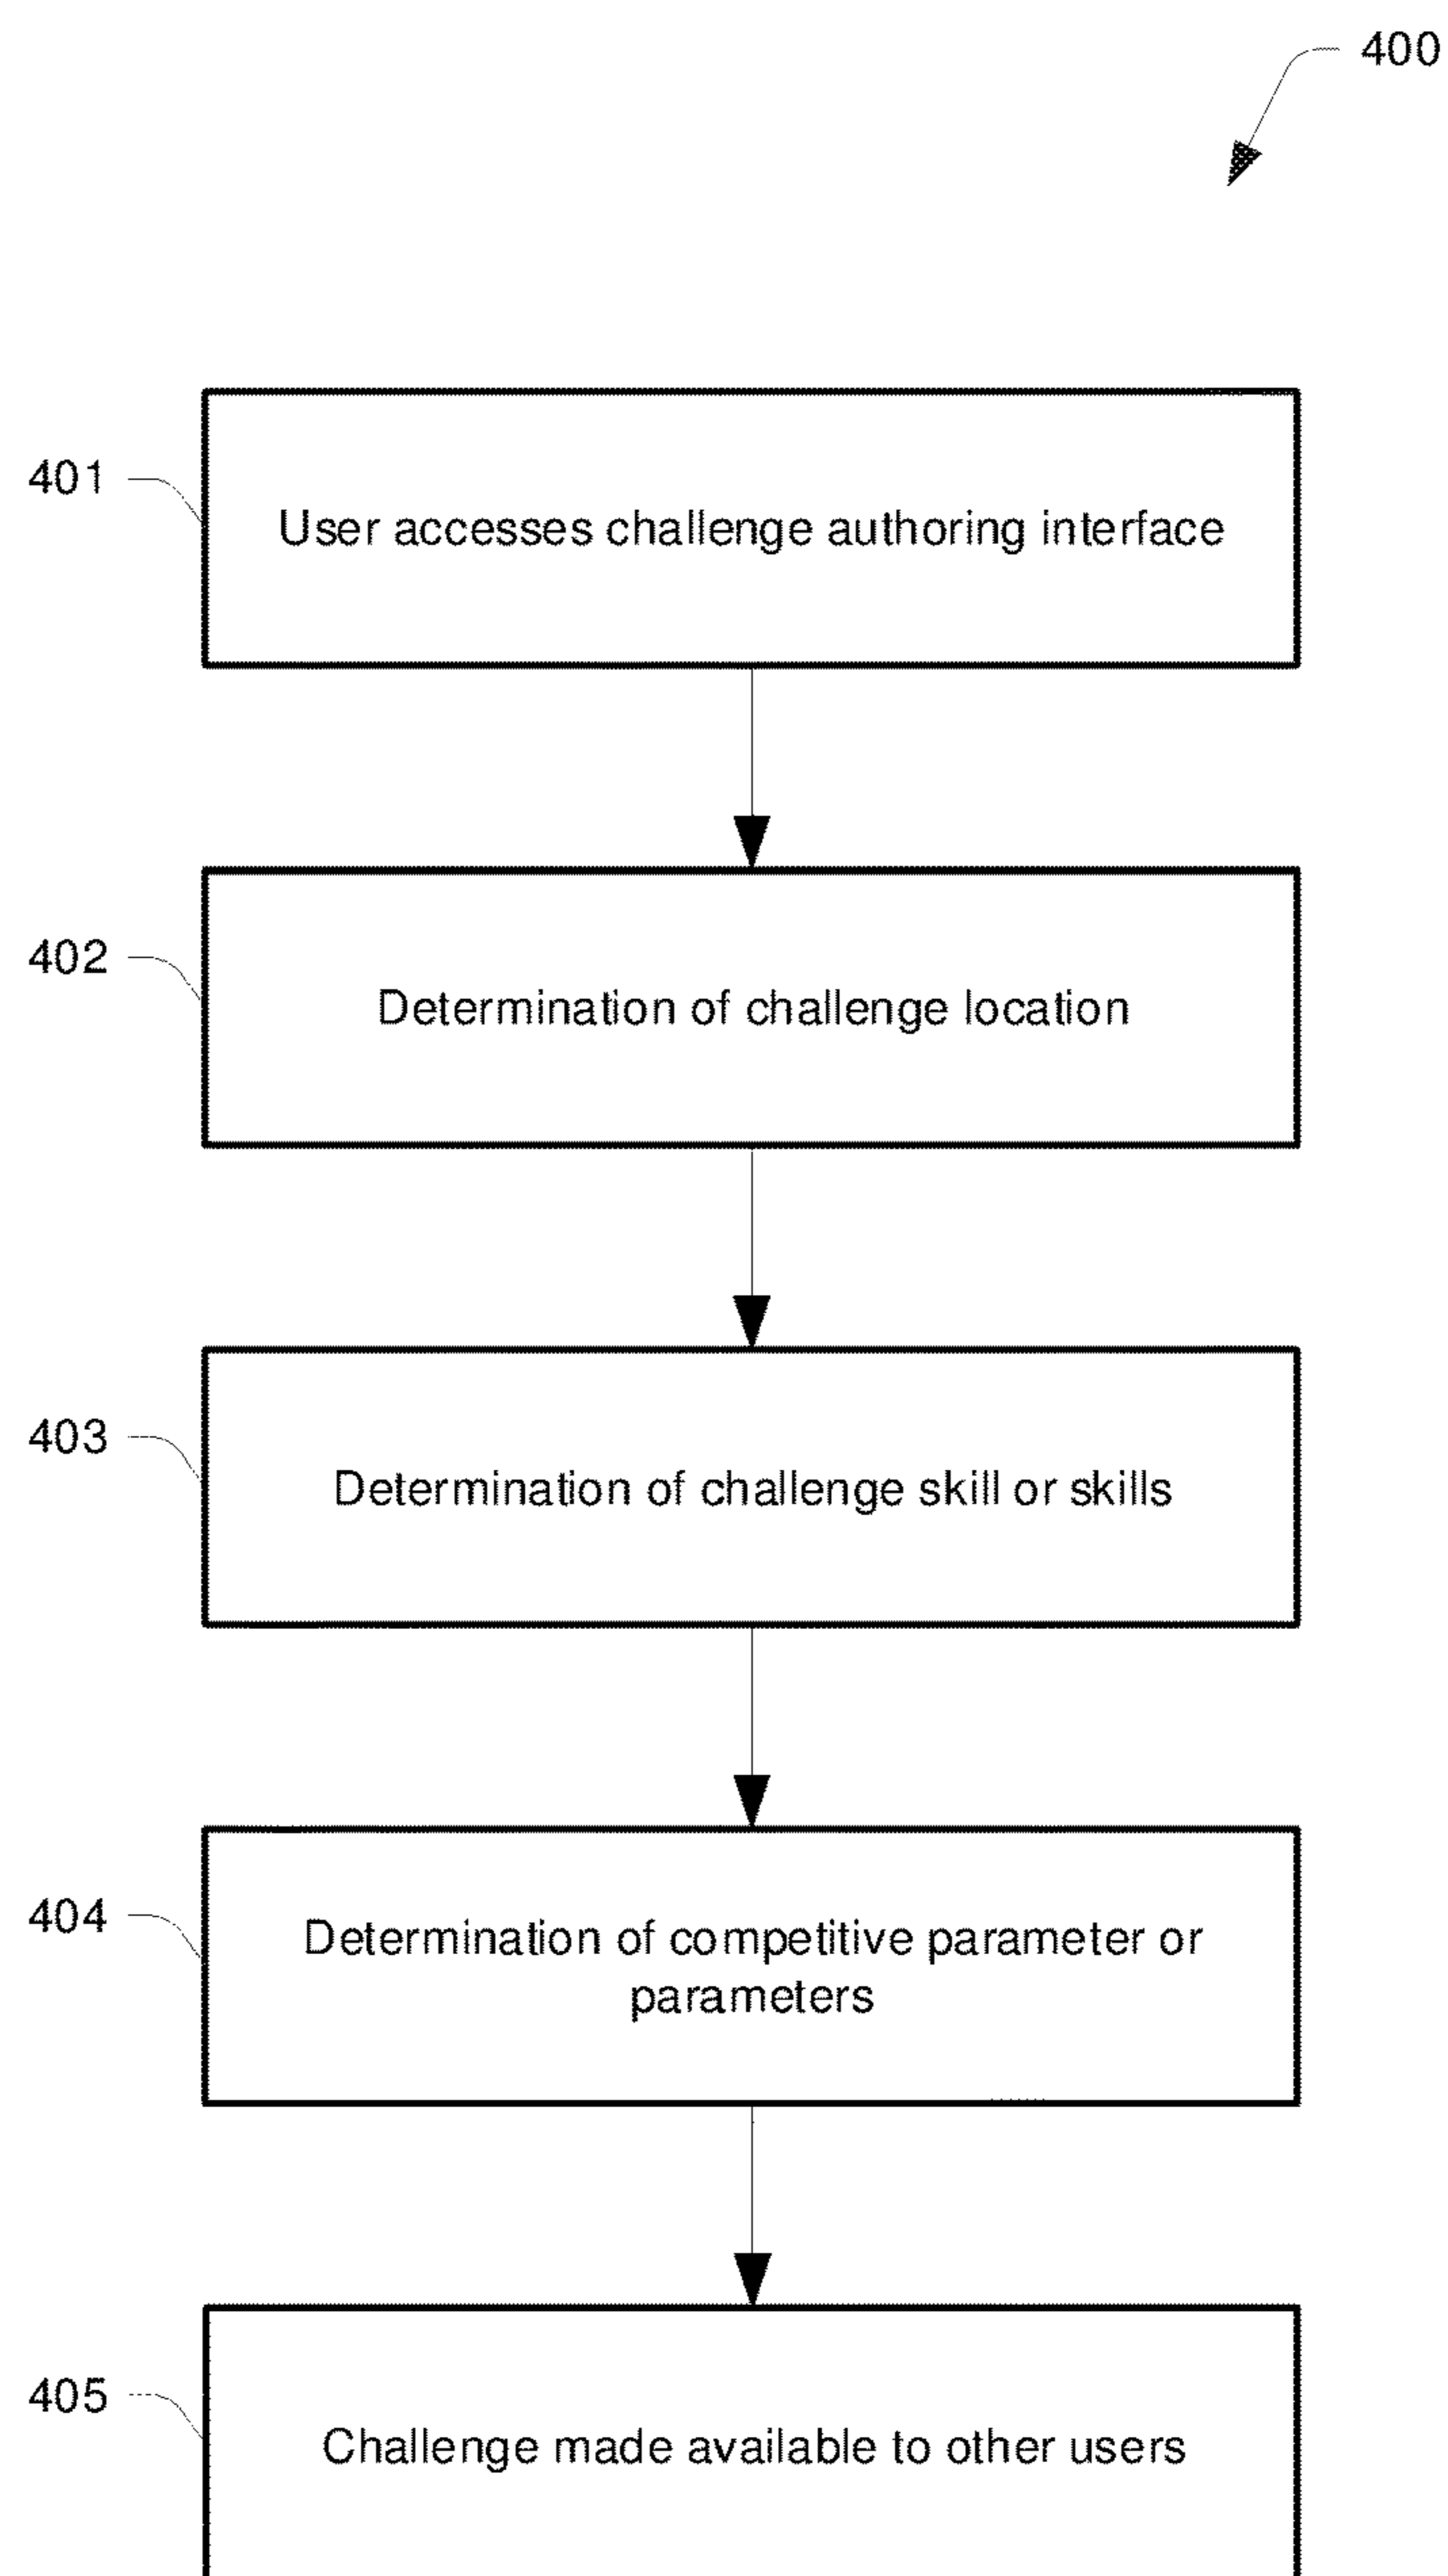 400
401
User accesses challenge authoring interface
402
Determination of challenge location
403
Determination of challenge skill or skills
404
Determination of competitive parameter or
parameters
405
Challenge made available to other users